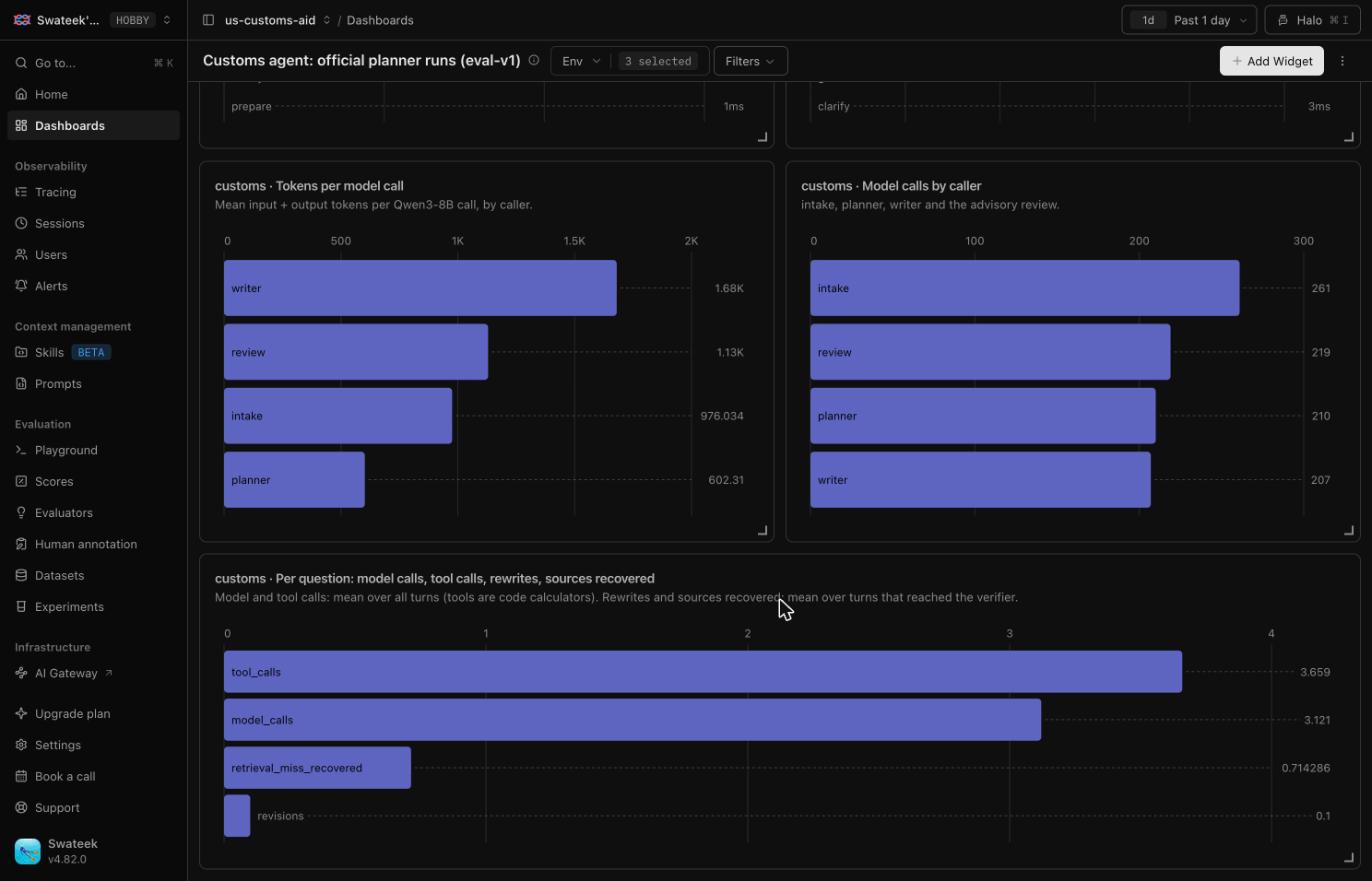 Swateek'...
HOBBY
us-customs-aid
/ Dashboards
1d Past 1 day
Halo ⌘ I
Go to... ⌘ K
Home
Dashboards
Observability
Tracing
Sessions
Users
Alerts
Context management
Skills BETA
Prompts
Evaluation
Playground
Scores
Evaluators
Human annotation
Datasets
Experiments
Infrastructure
AI Gateway
Upgrade plan
Settings
Book a call
Support
Swateek
v4.82.0
Customs agent: official planner runs (eval-v1)
Env 3 selected
Filters
+ Add Widget
prepare 1ms
clarify 3ms
customs · Tokens per model call
Mean input + output tokens per Qwen3-8B call, by caller.
0 500 1K 1.5K 2K
writer 1.68K
review 1.13K
intake 976.034
planner 602.31
customs · Model calls by caller
intake, planner, writer and the advisory review.
0 100 200 300
intake 261
review 219
planner 210
writer 207
customs · Per question: model calls, tool calls, rewrites, sources recovered
Model and tool calls: mean over all turns (tools are code calculators). Rewrites and sources recovered: mean over turns that reached the verifier.
0 1 2 3 4
tool_calls 3.659
model_calls 3.121
retrieval_miss_recovered 0.714286
revisions 0.1